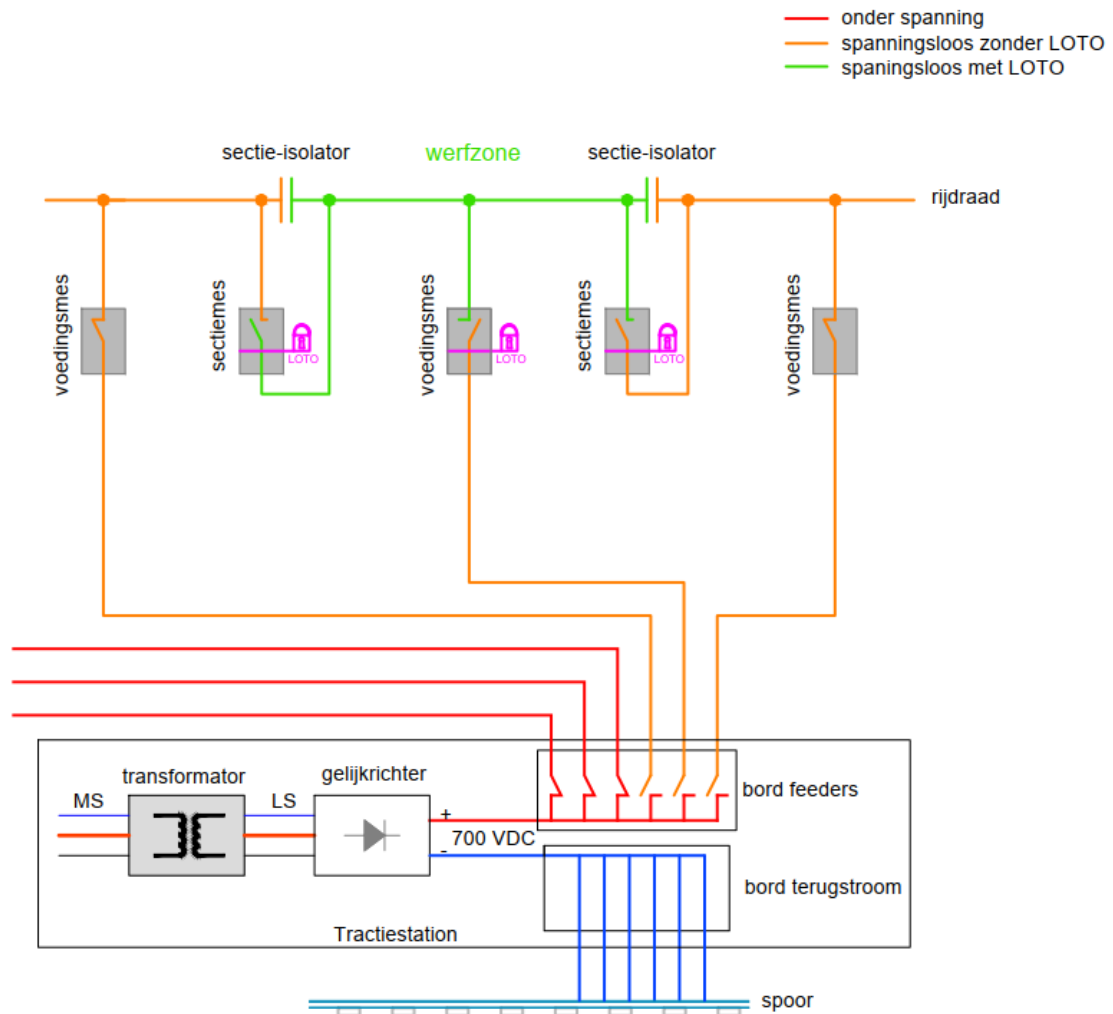 onder spanning
spanningsloos zonder LOTO
spaningsloos met LOTO
sectie-isolator
werfzone
sectie-isolator
rijdraad
voedingsmes
sectiemes
LOTO
voedingsmes
LOTO
sectiemes
LOTO
voedingsmes
transformator
gelijkrichter
bord feeders
MS
LS
+
700 VDC
-
bord terugstroom
Tractiestation
spoor